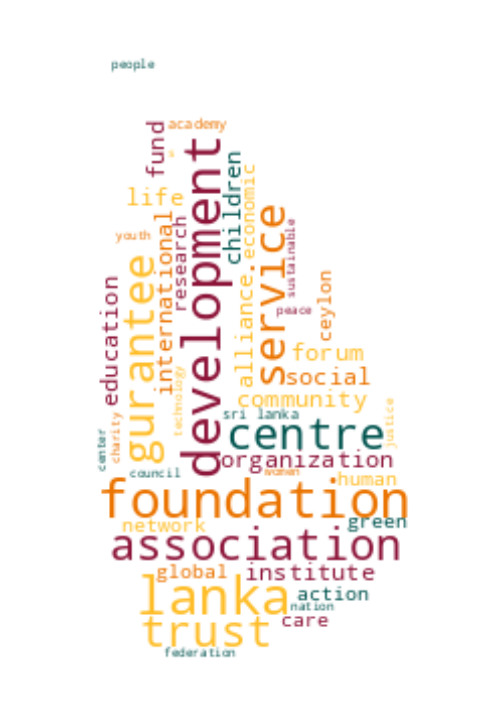 people
academy
fund
development
children
economic
life
service
international
research
sustainable
youth
gurantee
alliance
ceylon
education
peace
forum
technology
social
community
justice
sri lanka
charity
centre
center
organization
women
council
human
foundation
green
network
association
global institute
lanka
action
nation
trust
care
federation